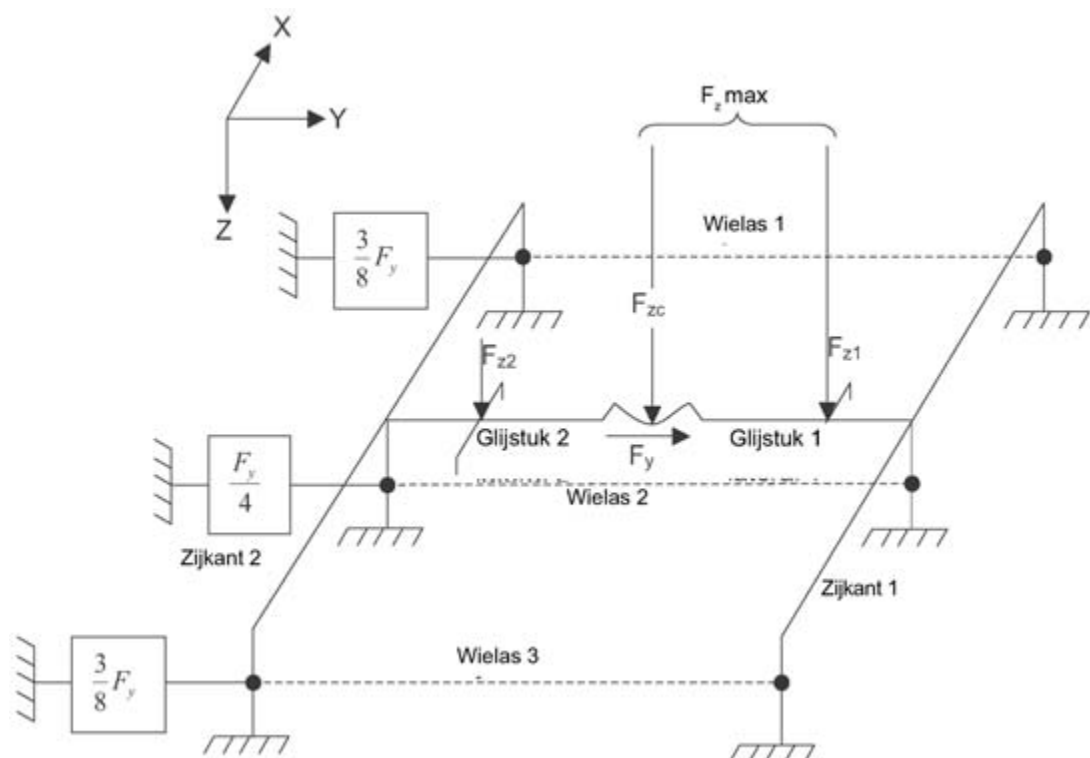 X
Y
Z
F_z max
3/8 F_y
Wielas 1
F_zc
F_z2
F_z1
Glijstuk 2
Glijstuk 1
F_y
F_y/4
Wielas 2
Zijkant 2
Zijkant 1
3/8 F_y
Wielas 3